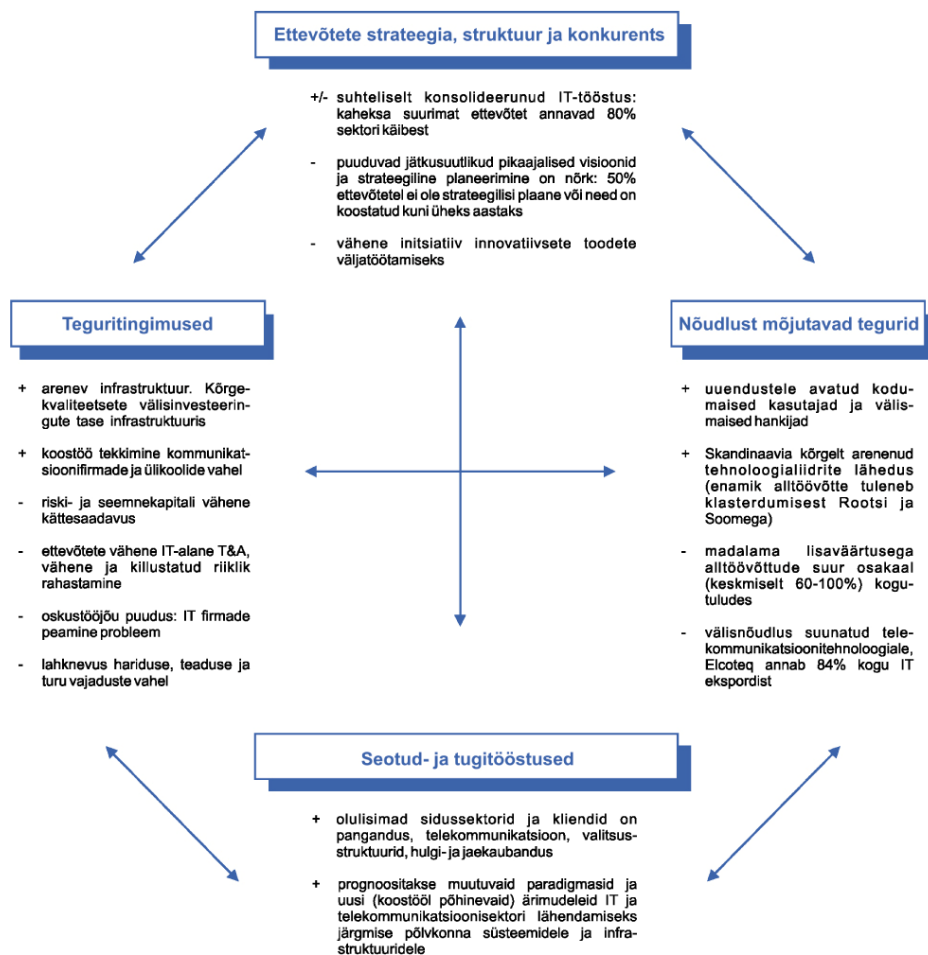 Ettevõtete strateegia, struktuur ja konkurents
+/- suhteliselt konsolideerunud IT-tööstus:
kaheksa suurimat ettevõtet annavad 80%
sektori käibest
- puuduvad jätkusuutlikud pikaajalised visioonid
ja strateegiline planeerimine on nõrk: 50%
ettevõtetel ei ole strateegilisi plaane või need on
koostatud kuni üheks aastaks
- vähene initsiatiiv innovatiivsete toodete
väljatöötamiseks
Teguritingimused
+ arenev infrastruktuur. Kõrge-
kvaliteetsete välisinvesteerin-
gute tase infrastruktuuris
+ koostöö tekkimine kommunikat-
sioonifirmade ja ülikoolide vahel
- riski- ja seemnekapitali vähene
kättesaadavus
- ettevõtete vähene IT-alane T&A,
vähene ja killustatud riiklik
rahastamine
- oskustööjõu puudus: IT firmade
peamine probleem
- lahknevus hariduse, teaduse ja
turu vajaduste vahel
Nõudlust mõjutavad tegurid
+ uuendustele avatud kodu-
maised kasutajad ja välis-
maised hankijad
+ Skandinaavia kõrgelt arenenud
tehnoloogialiidrite lähedus
(enamik alltöövõtte tuleneb
klasterdumisest Rootsi ja
Soomega)
- madalama lisaväärtusega
alltöövõttude suur osakaal
(keskmiselt 60-100%) kogu-
tuludes
- välisnõudlus suunatud tele-
kommunikatsioonitehnoloogiale,
Elcoteq annab 84% kogu IT
ekspordist
Seotud- ja tugitööstused
+ olulisimad sidussektorid ja kliendid on
pangandus, telekommunikatsioon, valitsus-
struktuurid, hulgi- ja jaekaubandus
+ prognoositakse muutuvaid paradigmasid ja
uusi (koostööl põhinevaid) ärimudeleid IT ja
telekommunikatsioonisektori lähendamiseks
järgmise põlvkonna süsteemidele ja infra-
struktuuridele